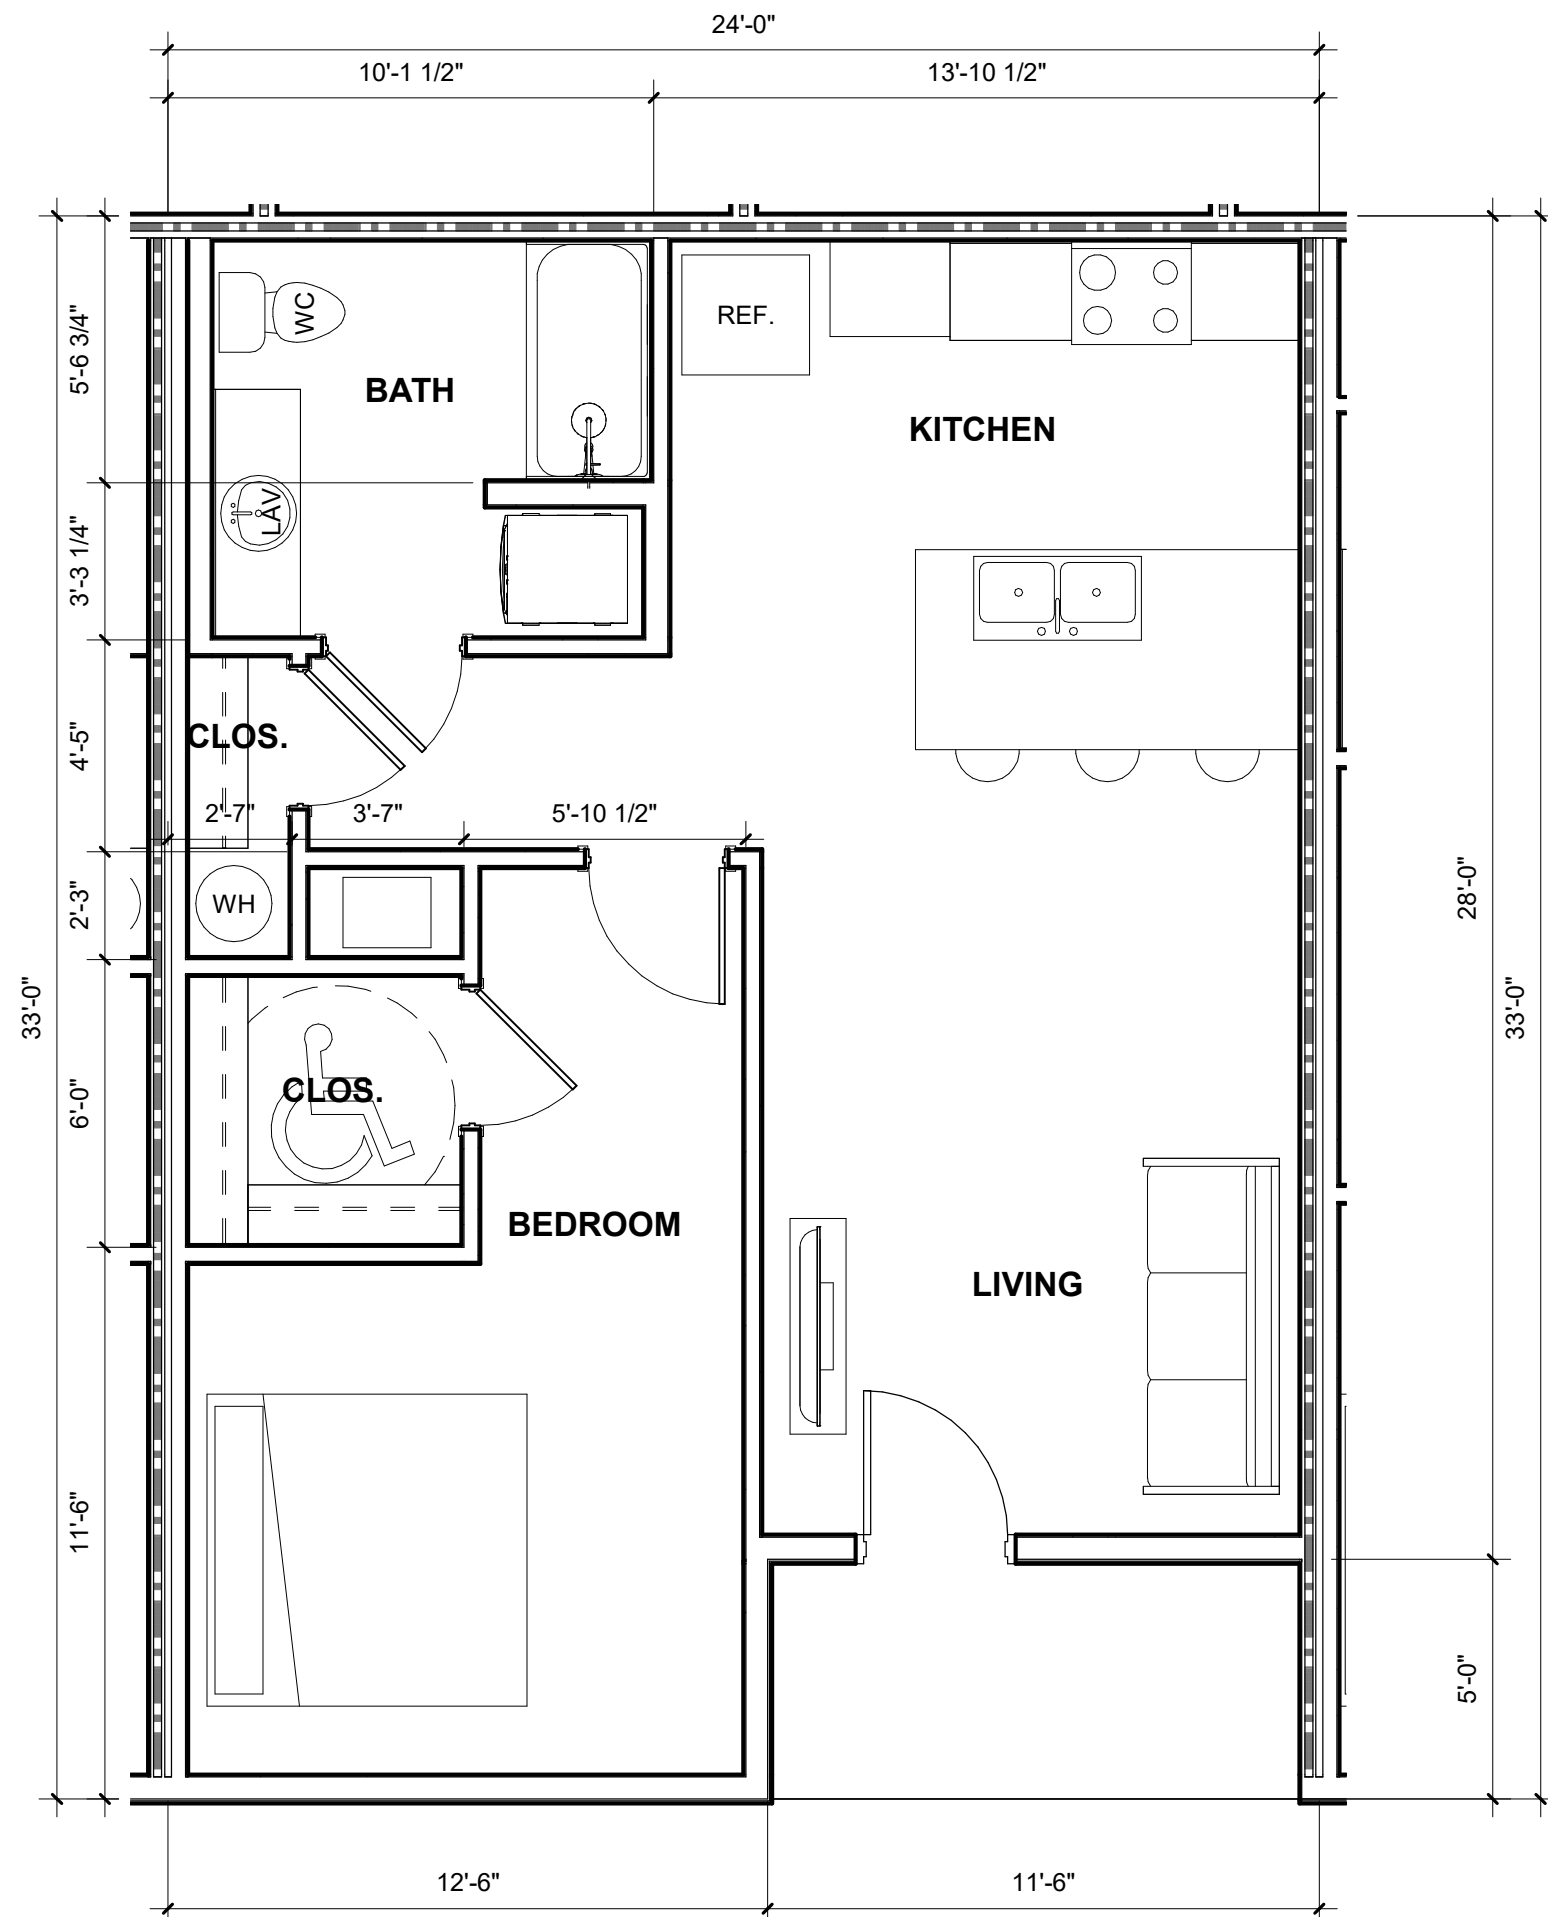 24'-0"
10'-1 1/2"
13'-10 1/2"
5'-6 3/4"
WC
REF.
BATH
KITCHEN
LAV
3'-3 1/4"
CLOS.
4'-5"
2'-7"
3'-7"
5'-10 1/2"
WH
2'-3"
28'-0"
33'-0"
33'-0"
CLOS.
6'-0"
BEDROOM
LIVING
11'-6"
5'-0"
12'-6"
11'-6"